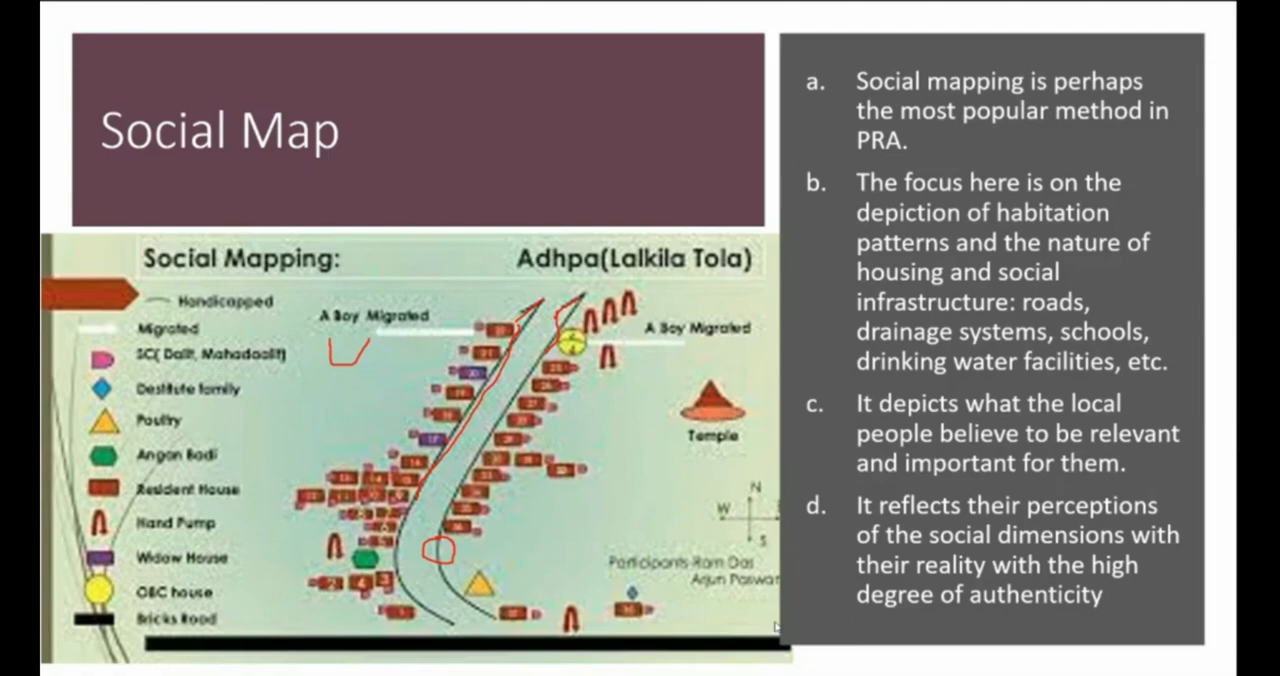 Social Map
Social Mapping:
Adhpa(Lalkila Tola)
Handicapped
Migrated
SC( Dalit, Mahadaalit)
Destitute family
Poultry
Angan Badi
Resident House
Hand Pump
Widow House
OBC house
Bricks Road
A Boy Migrated
A Boy Migrated
Temple
N
W
S
Participants-Ram Das
Arjun Paswan
a. Social mapping is perhaps
the most popular method in
PRA.
b. The focus here is on the
depiction of habitation
patterns and the nature of
housing and social
infrastructure: roads,
drainage systems, schools,
drinking water facilities, etc.
c. It depicts what the local
people believe to be relevant
and important for them.
d. It reflects their perceptions
of the social dimensions with
their reality with the high
degree of authenticity